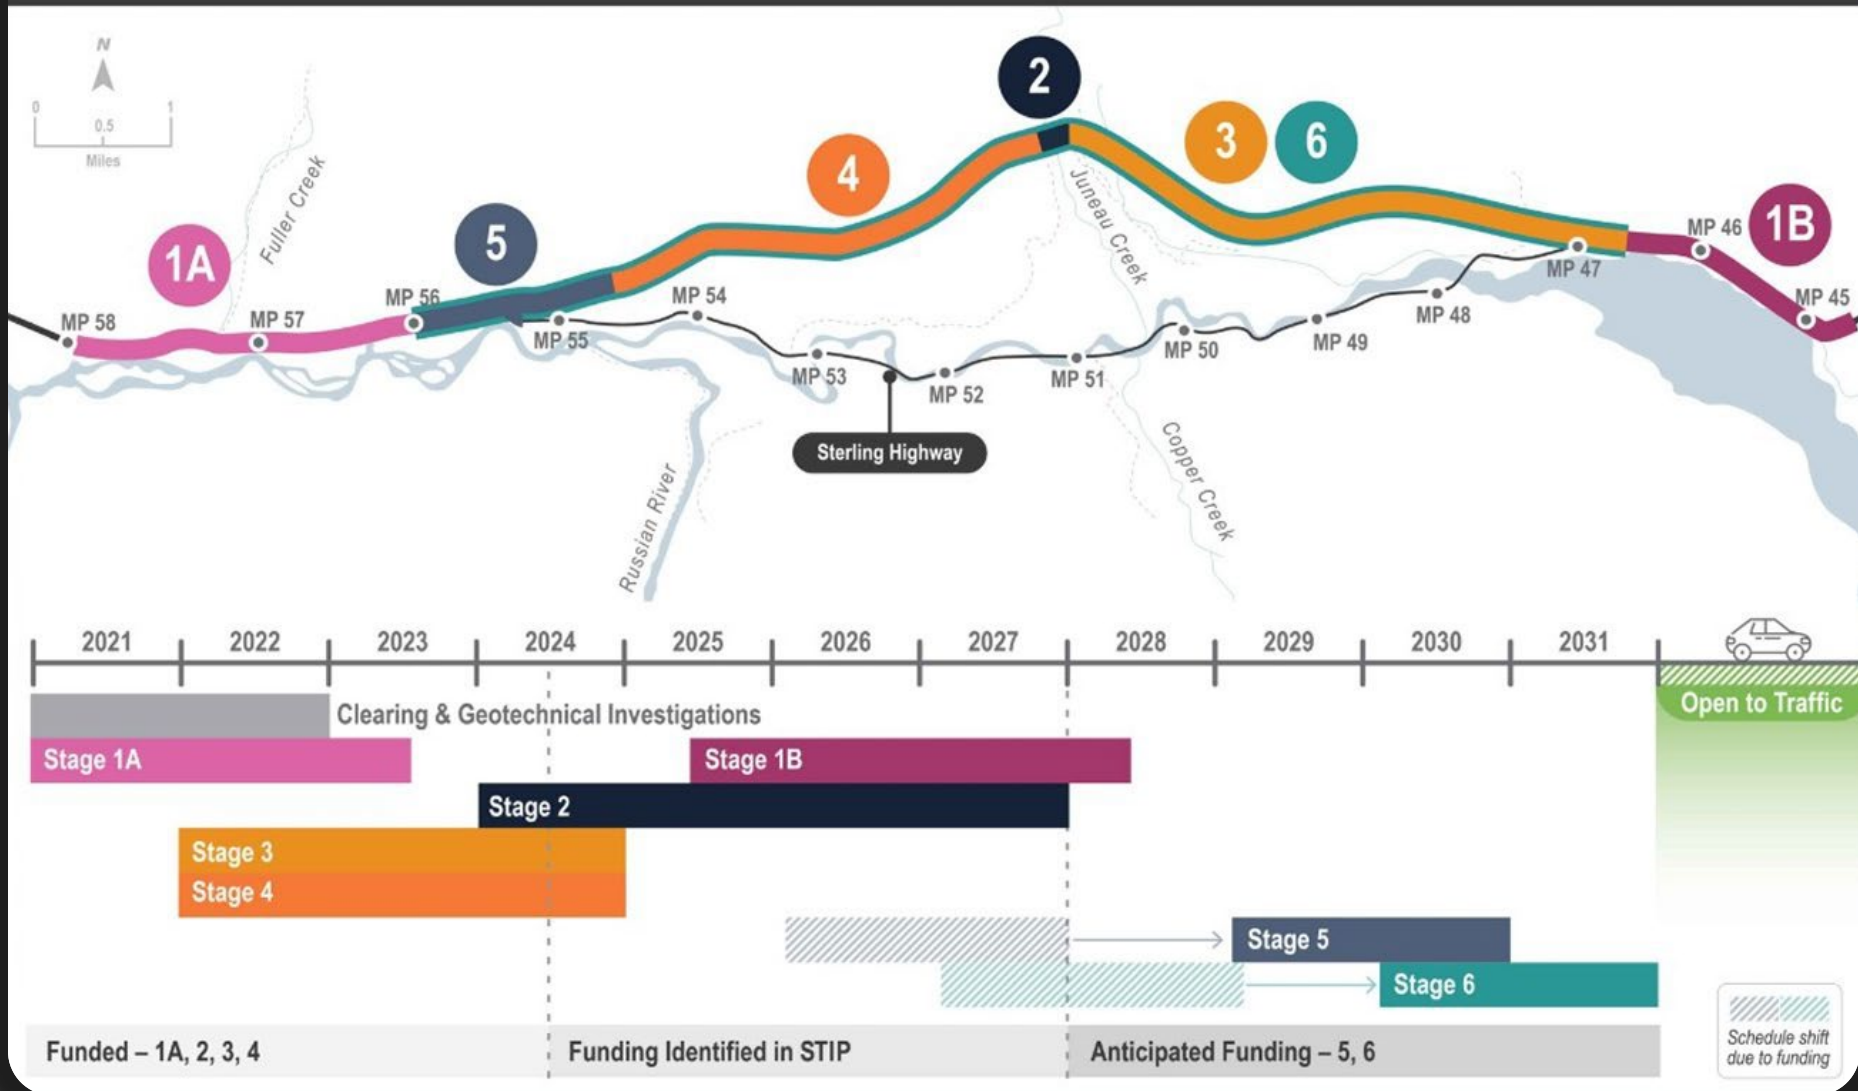 N
0
1
0.5
Miles
Fuller Creek
1A
5
4
2
3
6
1B
MP 58
MP 57
MP 56
MP 55
MP 54
MP 53
MP 52
MP 51
MP 50
MP 49
MP 48
MP 47
MP 46
MP 45
Juneau Creek
Copper Creek
Russian River
Sterling Highway
2021
2022
2023
2024
2025
2026
2027
2028
2029
2030
2031
Open to Traffic
Clearing & Geotechnical Investigations
Stage 1A
Stage 1B
Stage 2
Stage 3
Stage 4
Stage 5
Stage 6
Schedule shift
due to funding
Funded – 1A, 2, 3, 4
Funding Identified in STIP
Anticipated Funding – 5, 6